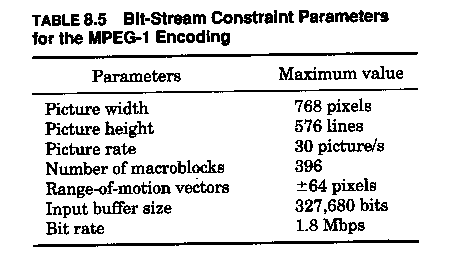 TABLE 8.5 Bit-Stream Constraint Parameters
for the MPEG-1 Encoding
Parameters Maximum value
Picture width 768 pixels
Picture height 576 lines
Picture rate 30 picture/s
Number of macroblocks 396
Range-of-motion vectors ±64 pixels
Input buffer size 327,680 bits
Bit rate 1.8 Mbps